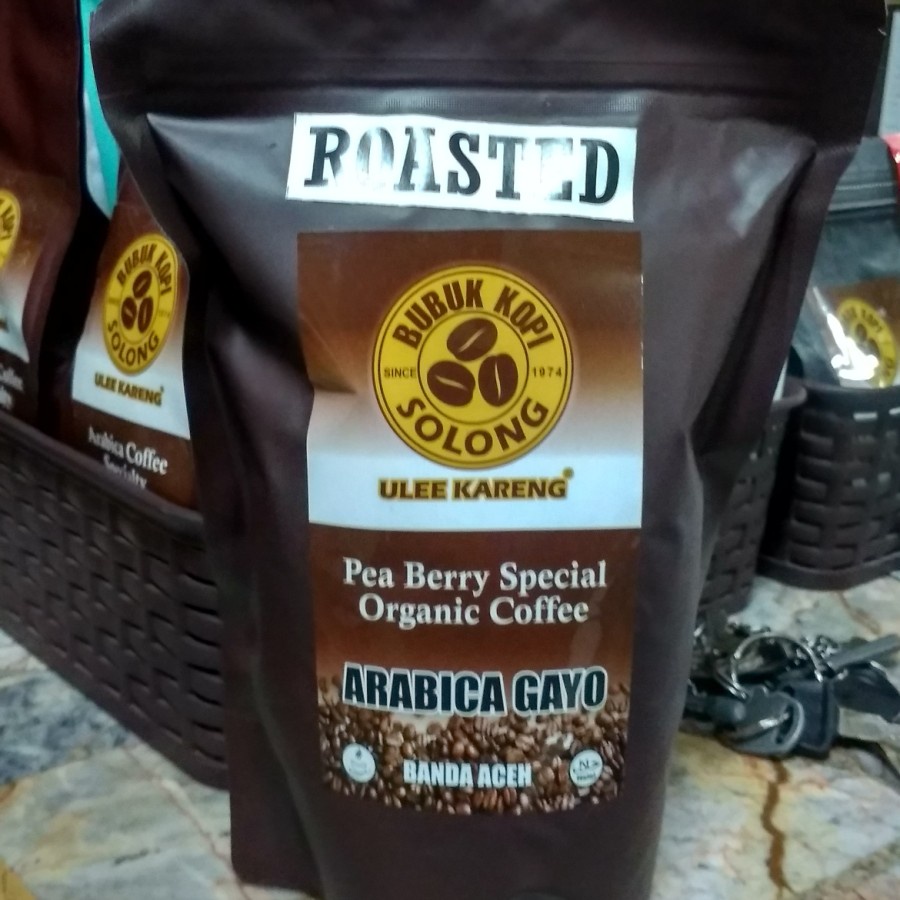 ROASTED
BUBUK KOPI
SINCE 1974
SOLONG
ULEE KARENG
Pea Berry Special
Organic Coffee
ARABICA GAYO
BANDA ACEH
BUBUK KOPI
SOLONG
ULEE KARENG
Arabica Coffee
Specialty